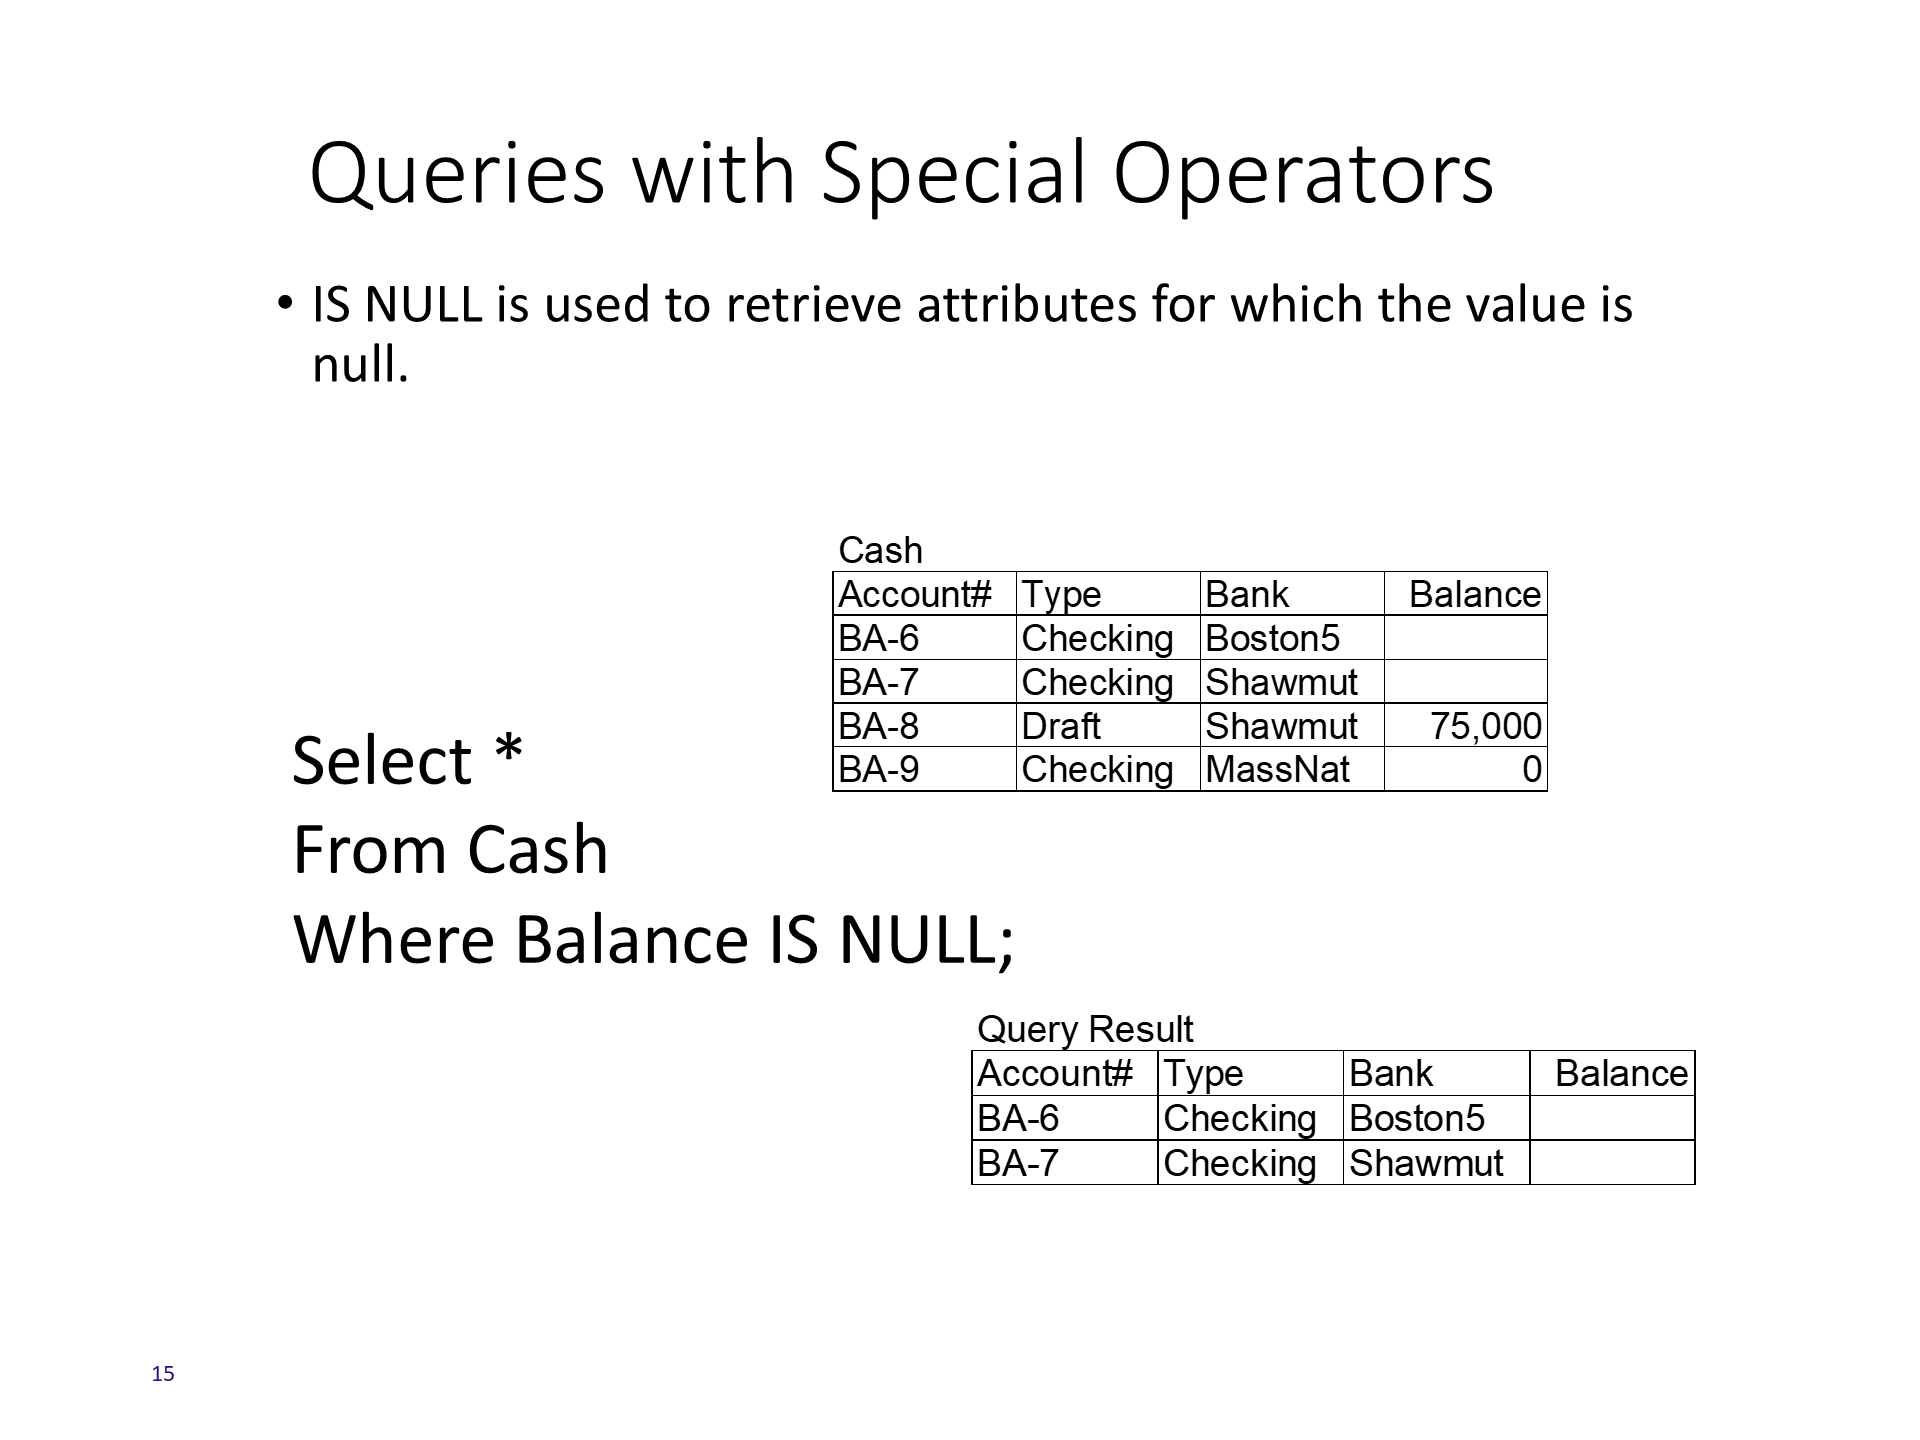 Queries with Special Operators
• IS NULL is used to retrieve attributes for which the value is
null.
Cash
Account# Type Bank Balance
BA-6 Checking Boston5
BA-7 Checking Shawmut
BA-8 Draft Shawmut 75,000
BA-9 Checking MassNat 0
Select *
From Cash
Where Balance IS NULL;
Query Result
Account# Type Bank Balance
BA-6 Checking Boston5
BA-7 Checking Shawmut
15